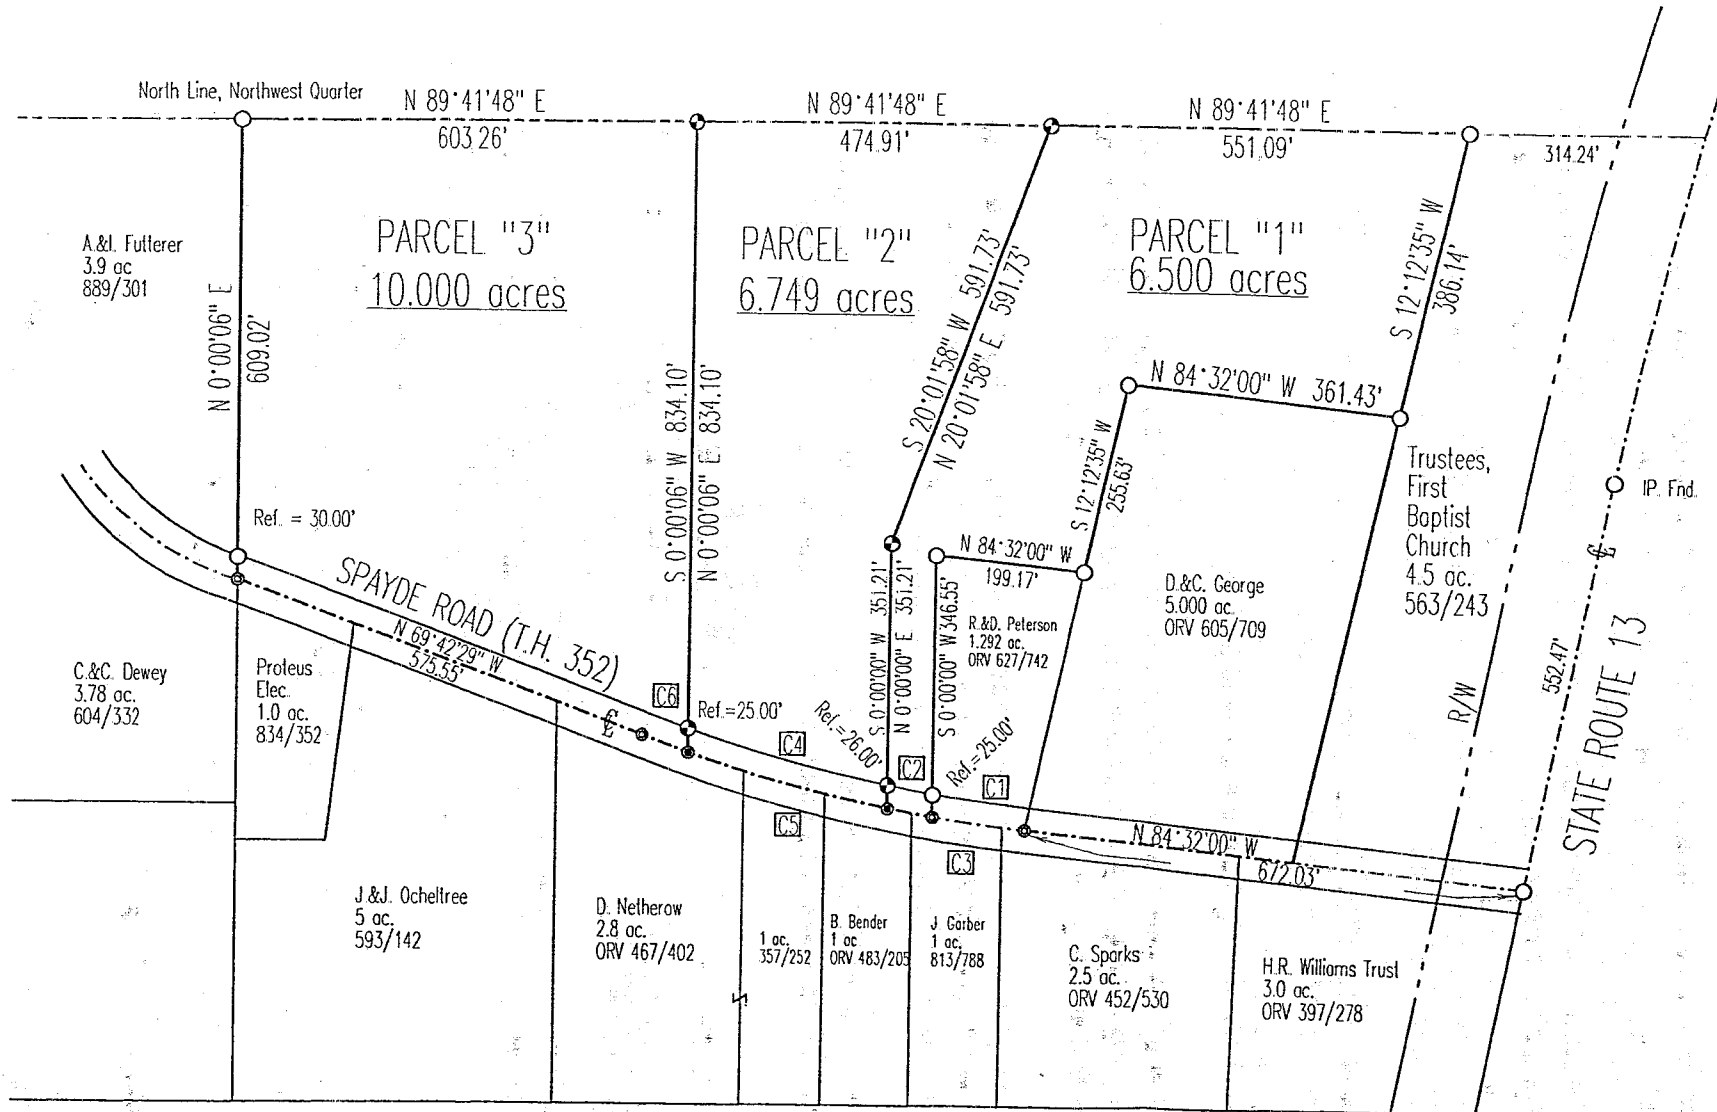 North Line, Northwest Quarter
N 89°41'48" E
603.26'
N 89°41'48" E
474.91'
N 89°41'48" E
551.09'
314.24'
A.&I. Futterer
3.9 ac
889/301
N 0°00'06" E
609.02'
PARCEL "3"
10.000 acres
PARCEL "2"
6.749 acres
PARCEL "1"
6.500 acres
S 0°00'06" W 834.10'
N 0°00'06" E 834.10'
S 20°01'58" W 591.73'
N 20°01'58" E 591.73'
S 12°12'35" W
386.14'
N 84°32'00" W 361.43'
S 12°12'35" W
255.63'
N 84°32'00" W
199.17'
Trustees,
First
Baptist
Church
4.5 ac.
563/243
IP. Fnd.
Ref. = 30.00'
SPAYDE ROAD (T.H. 352)
N 69°42'29" W
575.55'
S 0°00'00" W 351.21'
N 0°00'00" E 351.21'
S 0°00'00" W 346.55'
R.&D. Peterson
1.292 ac.
ORV 627/742
D.&C. George
5.000 ac.
ORV 605/709
C.&C. Dewey
3.78 ac.
604/332
Proteus
Elec.
1.0 ac.
834/352
C6
Ref.=25.00'
C4
Ref.=26.00'
C2
Ref.=25.00'
C1
C5
C3
℄
N 84°32'00" W
672.03'
R/W
℄
552.47'
STATE ROUTE 13
J.&J. Ocheltree
5 ac.
593/142
D. Netherow
2.8 ac.
ORV 467/402
1 ac.
357/252
B. Bender
1 ac
ORV 483/205
J Garber
1 ac.
813/788
C. Sparks
2.5 ac.
ORV 452/530
H.R. Williams Trust
3.0 ac.
ORV 397/278